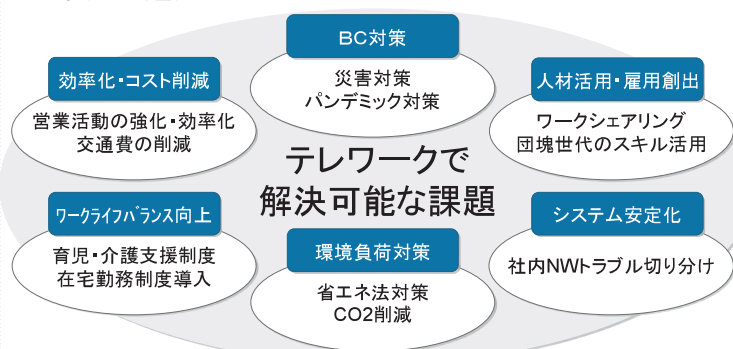 BC対策
災害対策
パンデミック対策
効率化・コスト削減
営業活動の強化・効率化
交通費の削減
人材活用・雇用創出
ワークシェアリング
団塊世代のスキル活用
テレワークで
解決可能な課題
ワークライフバランス向上
育児・介護支援制度
在宅勤務制度導入
環境負荷対策
省エネ法対策
CO2削減
システム安定化
社内NWトラブル切り分け